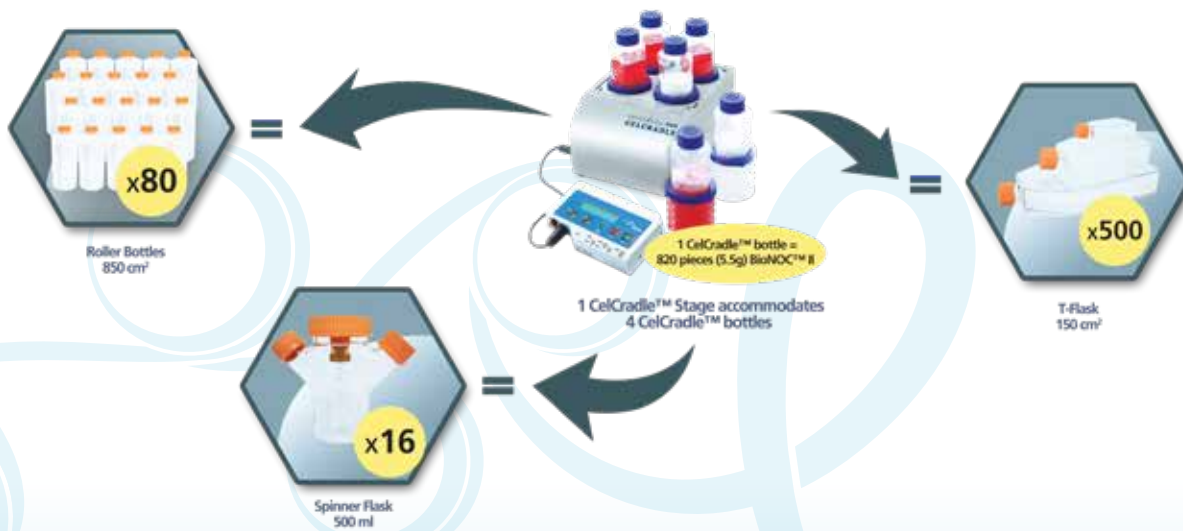 x80
Roller Bottles
850 cm²
CELCRADLE
1 CelCradle™ bottle =
820 pieces (5.5g) BioNOC™ II
1 CelCradle™ Stage accommodates
4 CelCradle™ bottles
x500
T-Flask
150 cm²
x16
Spinner Flask
500 ml